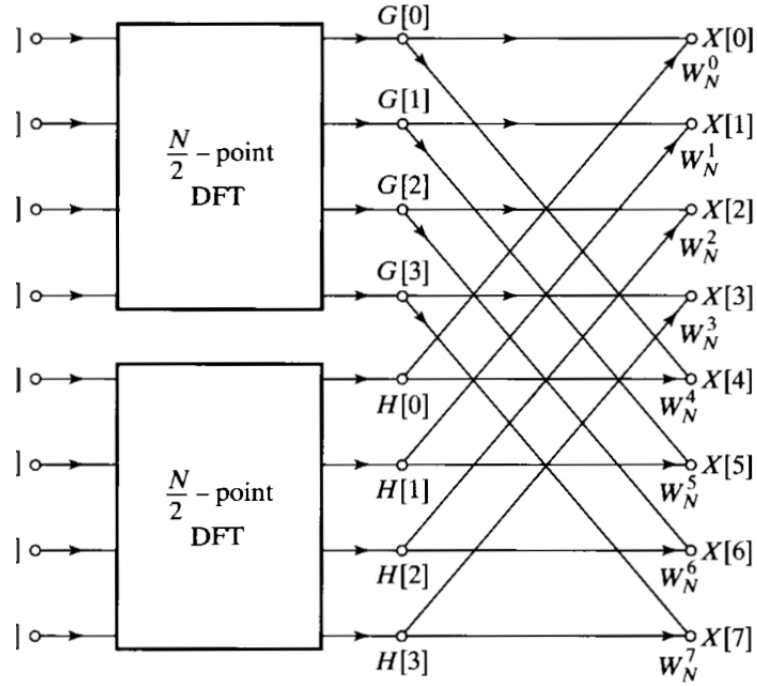 G[0]
] X[0]
W_N^0
G[1]
] X[1]
W_N^1
N/2 – point
DFT
G[2]
] X[2]
W_N^2
G[3]
] X[3]
W_N^3
] X[4]
H[0] W_N^4
] X[5]
H[1] W_N^5
N/2 – point
DFT
] X[6]
H[2] W_N^6
] X[7]
H[3] W_N^7